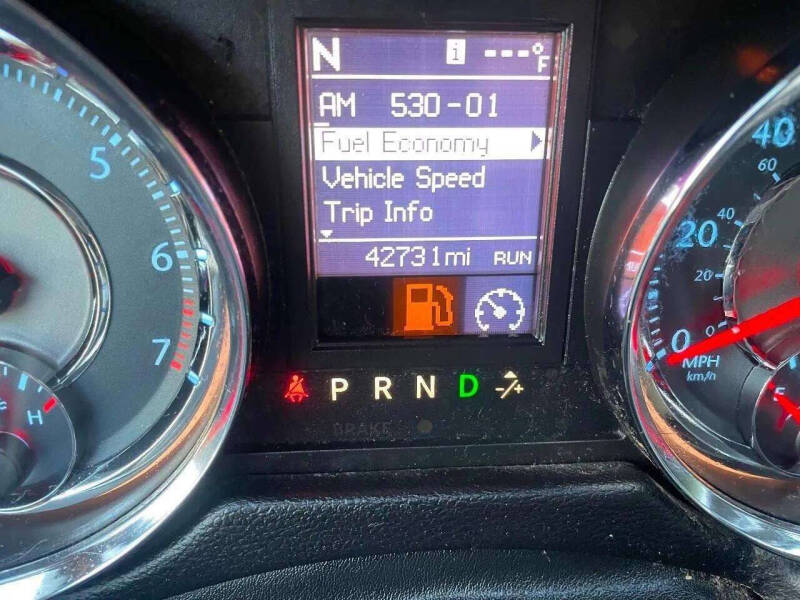 N i ---°F
AM 530-01
Fuel Economy
Vehicle Speed
Trip Info
42731mi RUN
P R N D -/+
BRAKE
5
6
7
H
40
60
20
40
20
0
0
MPH
km/h
F